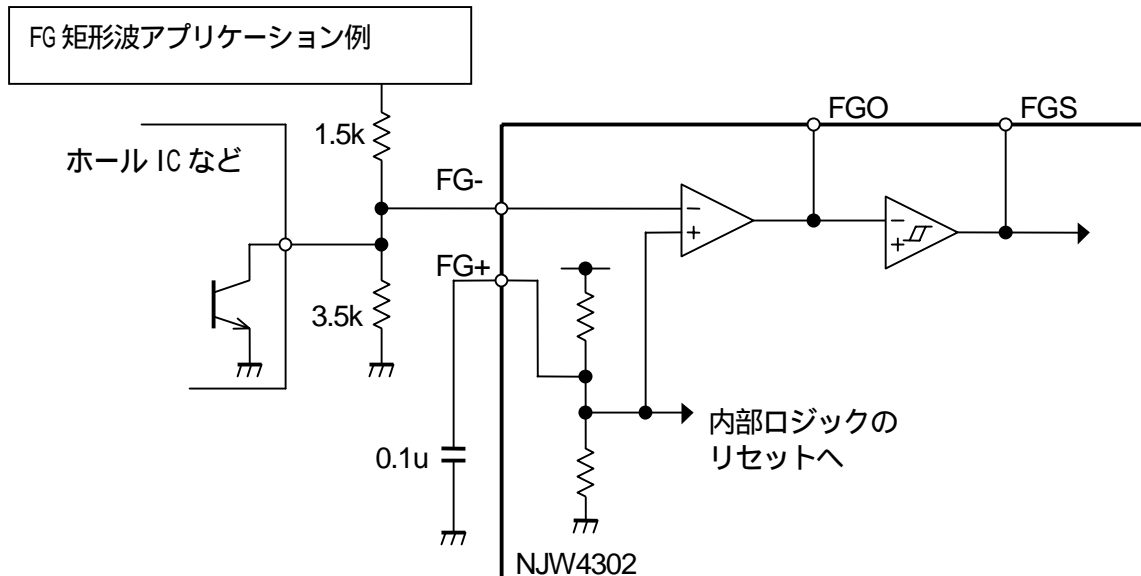 FG 矩形波アプリケーション例
FGO
FGS
1.5k
ホール IC など
FG-
−
+
−
+
FG+
3.5k
内部ロジックの
リセットへ
0.1u
NJW4302